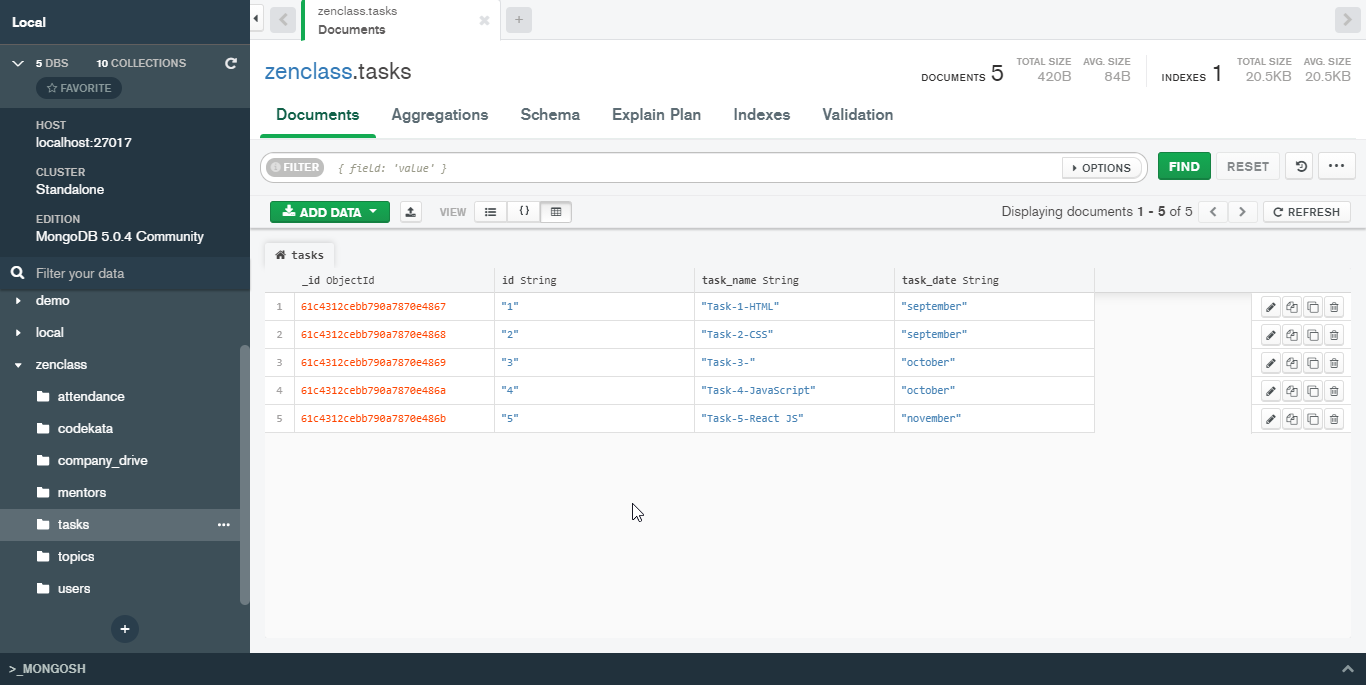 Local
5 DBS 10 COLLECTIONS
FAVORITE
HOST
localhost:27017
CLUSTER
Standalone
EDITION
MongoDB 5.0.4 Community
Filter your data
demo
local
zenclass
attendance
codekata
company_drive
mentors
tasks
topics
users
+
>_MONGOSH
zenclass.tasks
Documents
zenclass.tasks
DOCUMENTS 5 TOTAL SIZE 420B AVG. SIZE 84B INDEXES 1 TOTAL SIZE 20.5KB AVG. SIZE 20.5KB
Documents Aggregations Schema Explain Plan Indexes Validation
FILTER { field: 'value' } OPTIONS FIND RESET
ADD DATA VIEW {} Displaying documents 1 - 5 of 5 REFRESH
tasks
_id ObjectId id String task_name String task_date String
1 61c4312cebb790a7870e4867 "1" "Task-1-HTML" "september"
2 61c4312cebb790a7870e4868 "2" "Task-2-CSS" "september"
3 61c4312cebb790a7870e4869 "3" "Task-3-" "october"
4 61c4312cebb790a7870e486a "4" "Task-4-JavaScript" "october"
5 61c4312cebb790a7870e486b "5" "Task-5-React JS" "november"